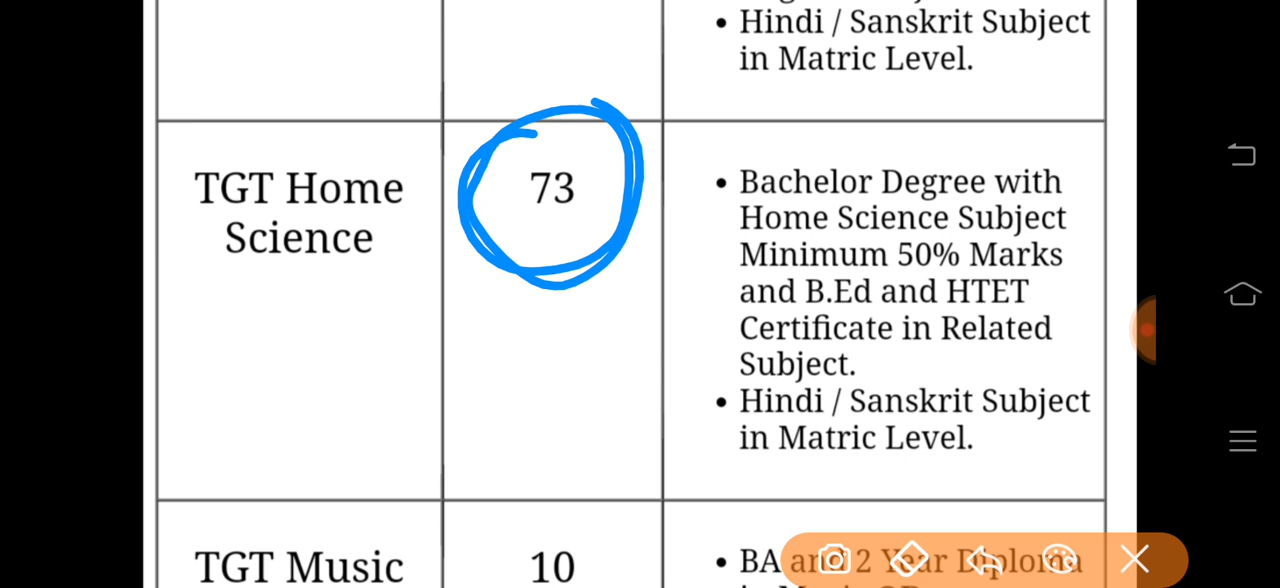 Hindi / Sanskrit Subject
in Matric Level.
TGT Home
Science
73
• Bachelor Degree with
Home Science Subject
Minimum 50% Marks
and B.Ed and HTET
Certificate in Related
Subject.
• Hindi / Sanskrit Subject
in Matric Level.
TGT Music
10
• BA and 2 Year Diploma